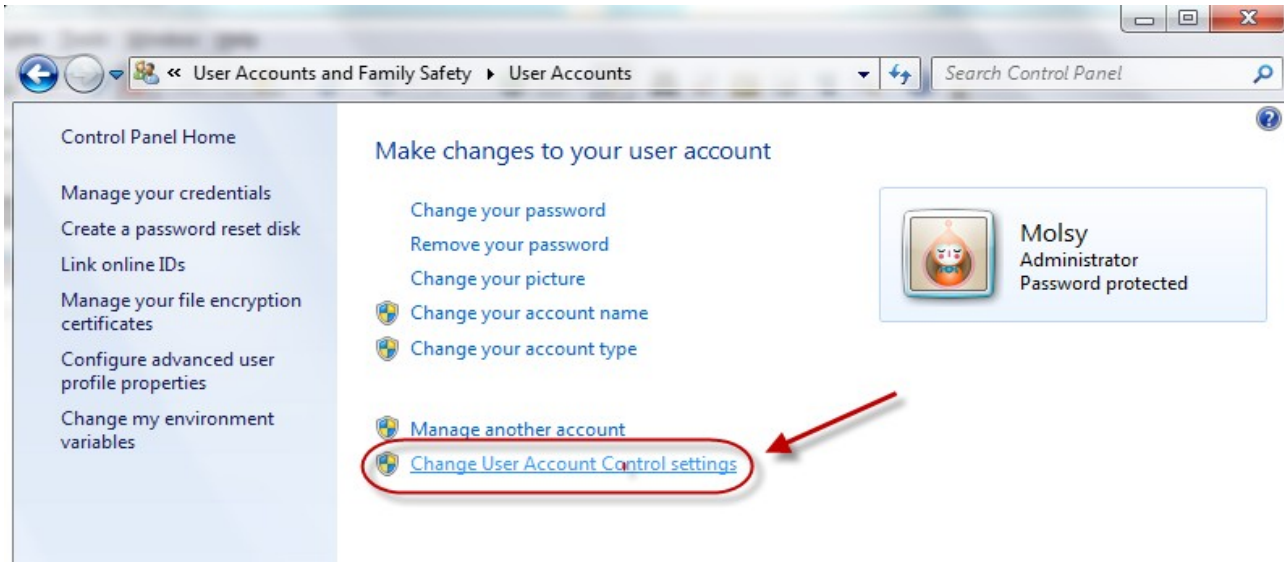 « User Accounts and Family Safety ▸ User Accounts
Search Control Panel
Control Panel Home
Manage your credentials
Create a password reset disk
Link online IDs
Manage your file encryption
certificates
Configure advanced user
profile properties
Change my environment
variables
Make changes to your user account
Change your password
Remove your password
Change your picture
Change your account name
Change your account type
Manage another account
Change User Account Control settings
Molsy
Administrator
Password protected